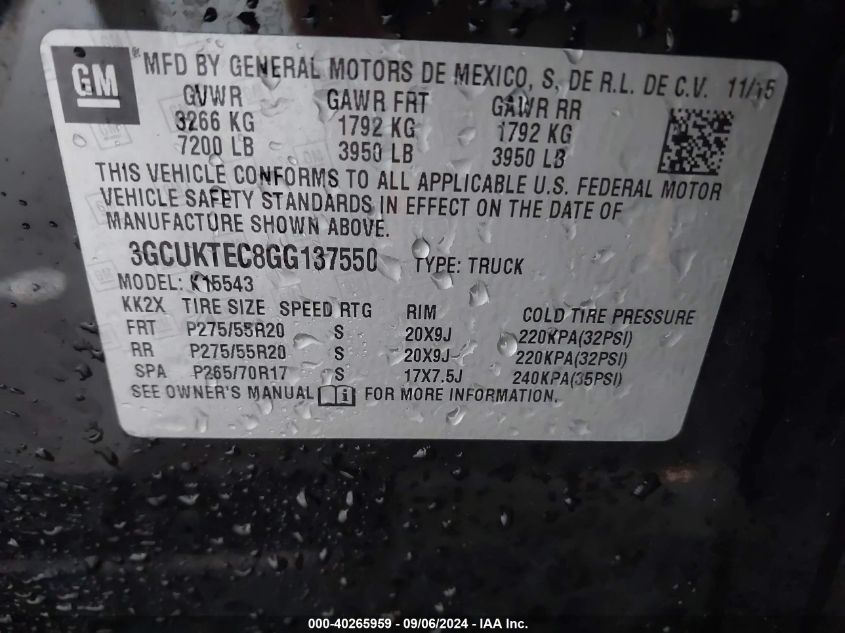 GM
MFD BY GENERAL MOTORS DE MEXICO, S, DE R.L. DE C.V. 11/15
GVWR GAWR FRT GAWR RR
3266 KG 1792 KG 1792 KG
7200 LB 3950 LB 3950 LB
THIS VEHICLE CONFORMS TO ALL APPLICABLE U.S. FEDERAL MOTOR
VEHICLE SAFETY STANDARDS IN EFFECT ON THE DATE OF
MANUFACTURE SHOWN ABOVE.
3GCUKTEC8GG137550 TYPE: TRUCK
MODEL: K15543
KK2X TIRE SIZE SPEED RTG RIM COLD TIRE PRESSURE
FRT P275/55R20 S 20X9J 220KPA(32PSI)
RR P275/55R20 S 20X9J 220KPA(32PSI)
SPA P265/70R17 S 17X7.5J 240KPA(35PSI)
SEE OWNER'S MANUAL FOR MORE INFORMATION.
000-40265959 - 09/06/2024 - IAA Inc.